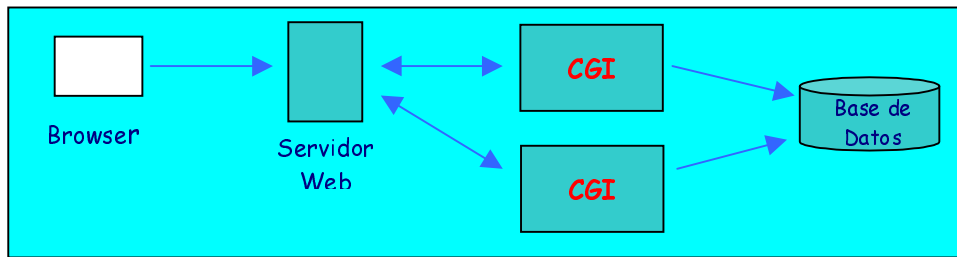 Browser
Servidor
Web
CGI
CGI
Base de
Datos